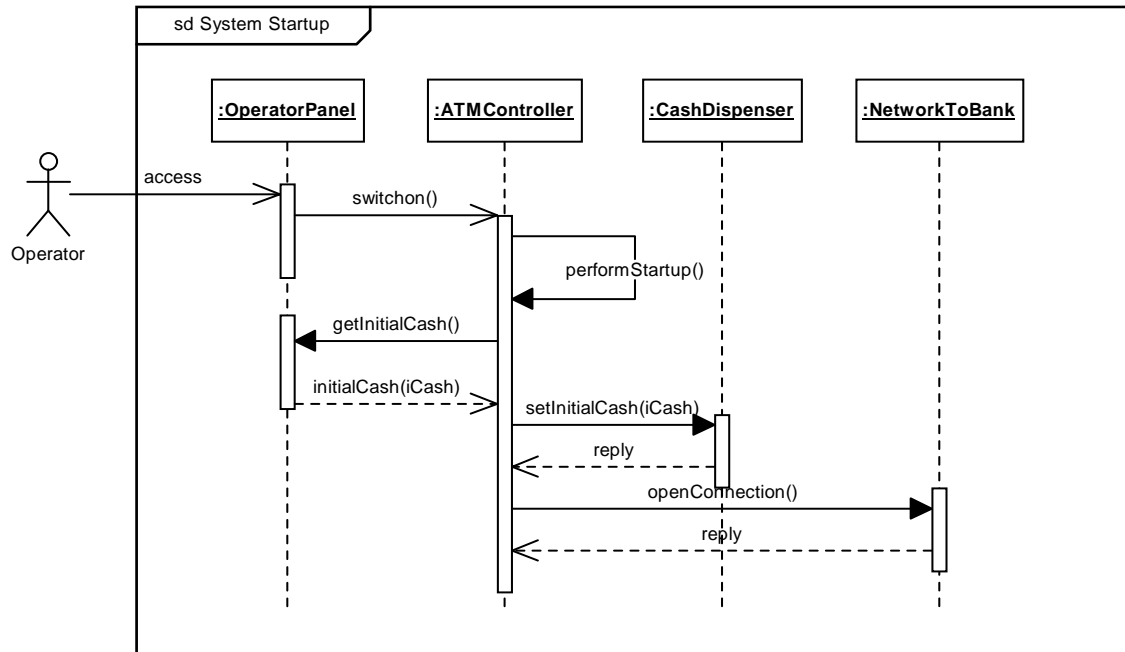 sd System Startup
:OperatorPanel
:ATMController
:CashDispenser
:NetworkToBank
access
Operator
switchon()
performStartup()
getInitialCash()
initialCash(iCash)
setInitialCash(iCash)
reply
openConnection()
reply